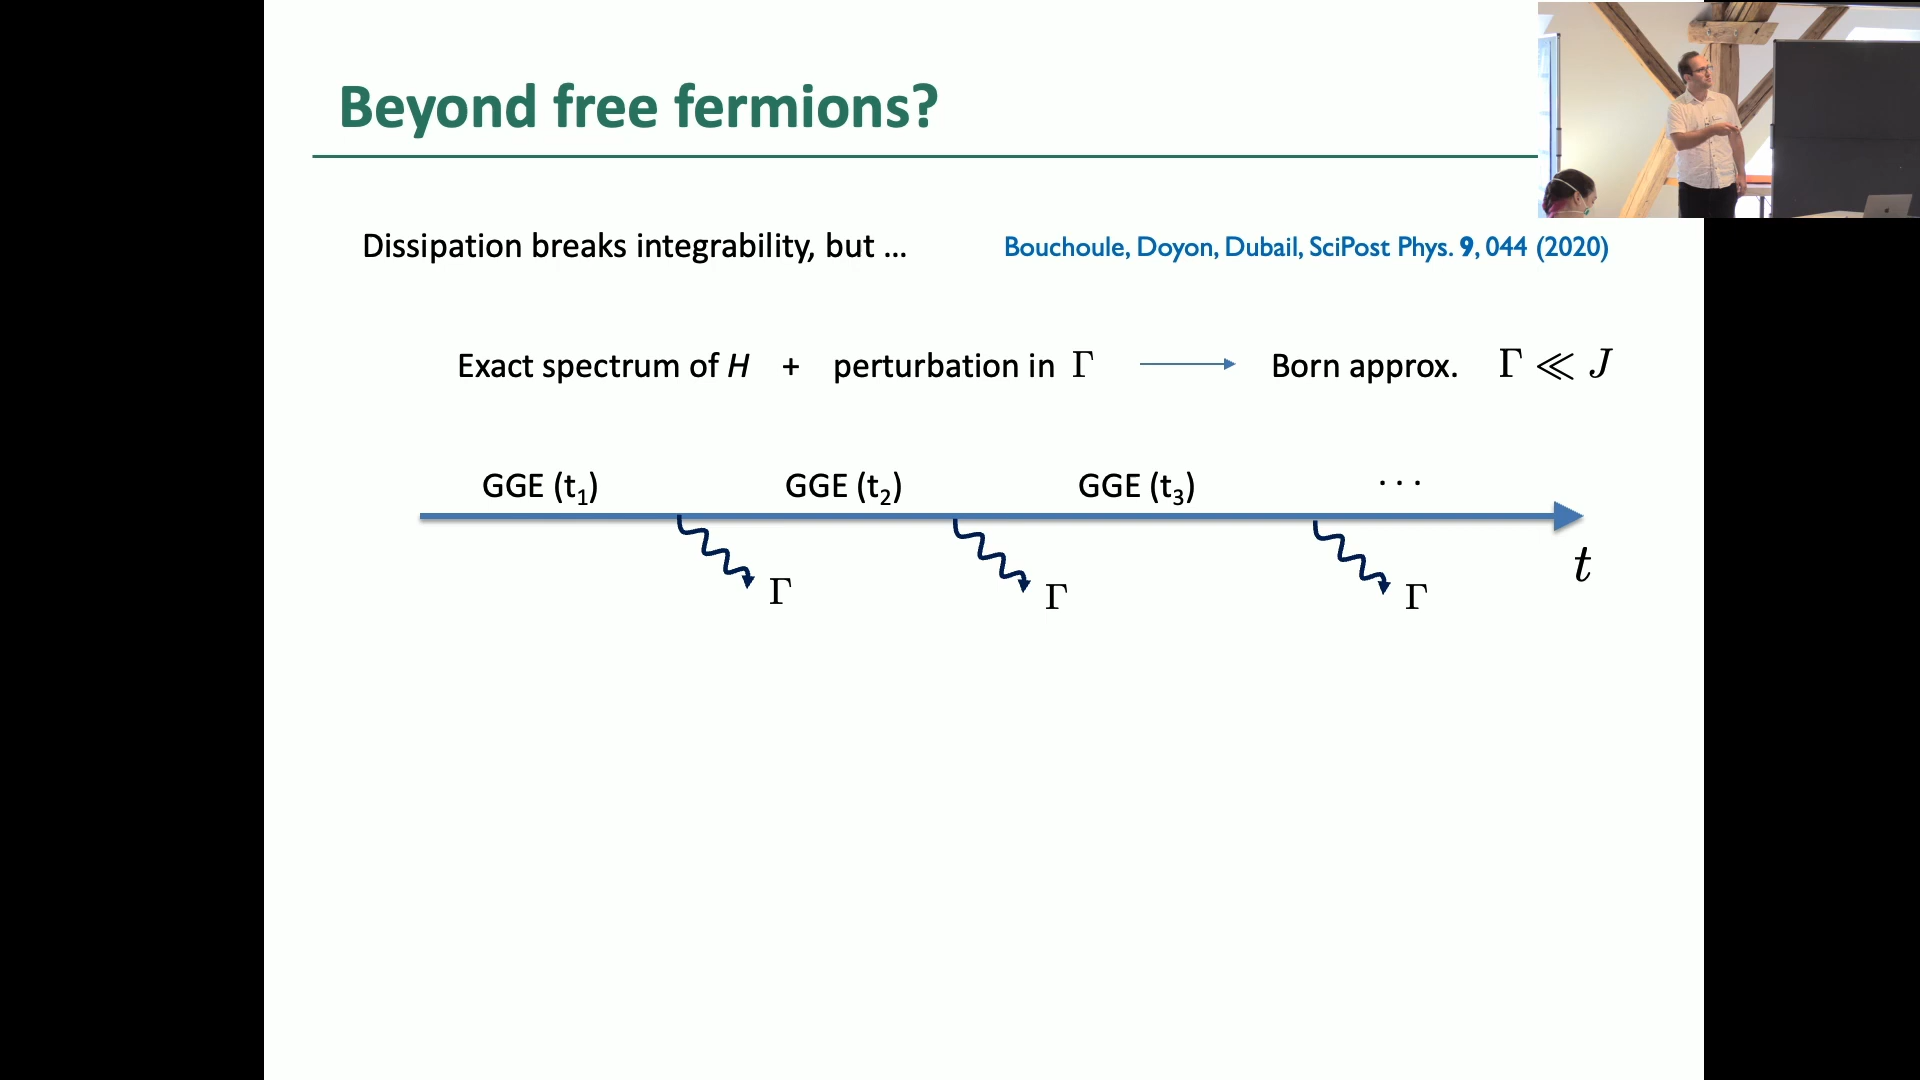 Beyond free fermions?
Dissipation breaks integrability, but ... Bouchoule, Doyon, Dubail, SciPost Phys. 9, 044 (2020)
Exact spectrum of H + perturbation in Γ → Born approx. Γ ≪ J
GGE (t₁) GGE (t₂) GGE (t₃) ···
t
Γ Γ Γ